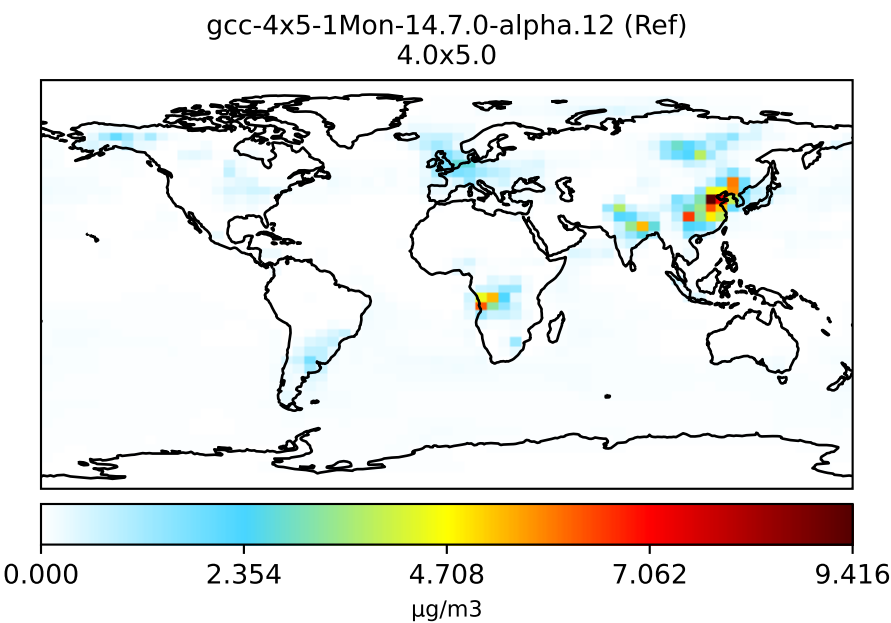 gcc-4x5-1Mon-14.7.0-alpha.12 (Ref)
4.0x5.0
0.000 2.354 4.708 7.062 9.416
μg/m3